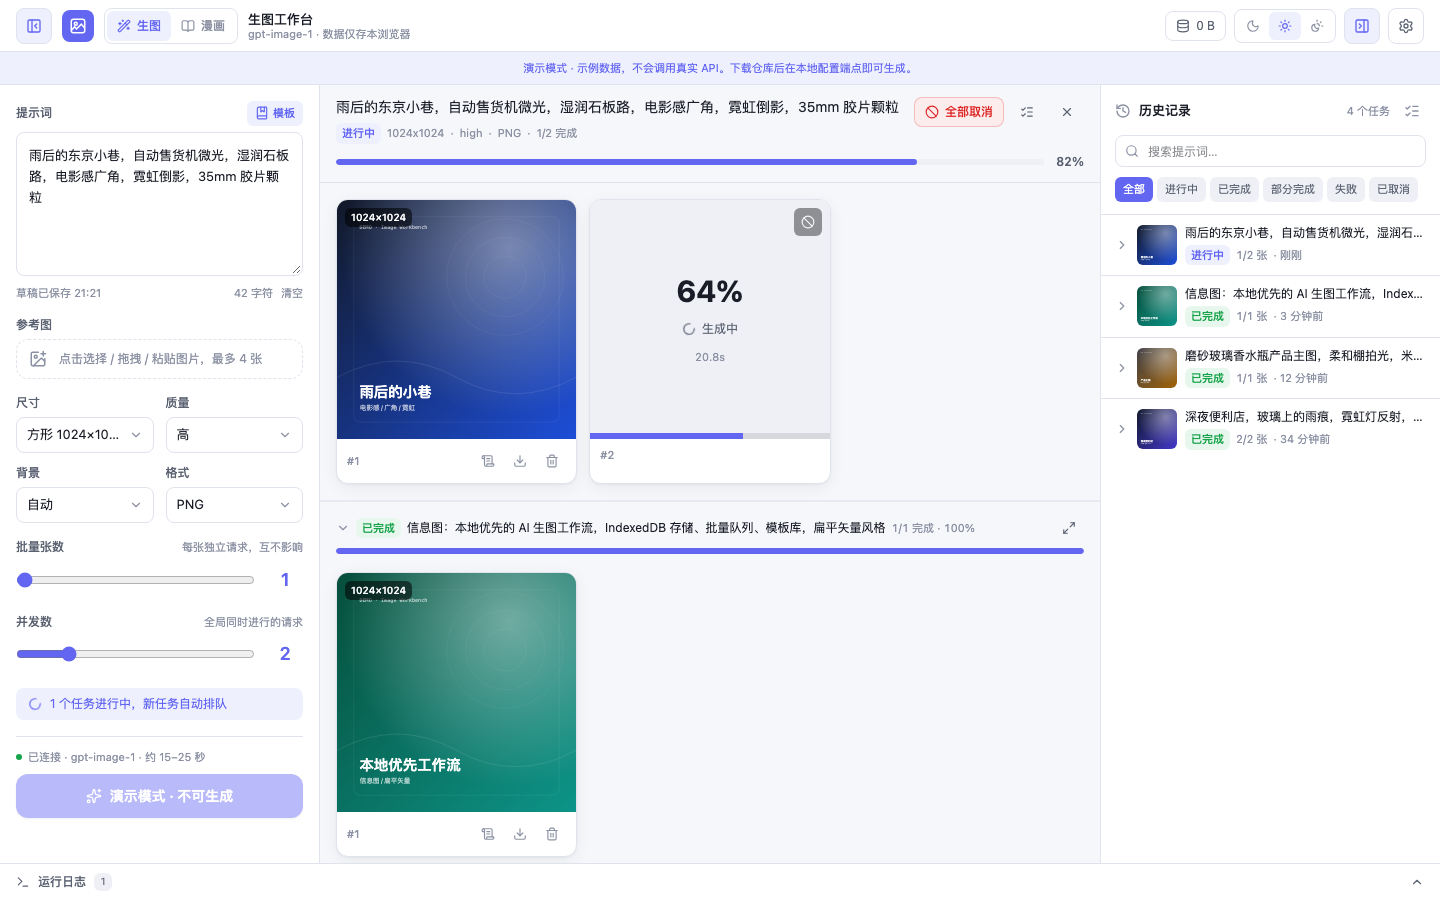 生图
漫画
生图工作台
gpt-image-1 · 数据仅存本浏览器
0 B
演示模式 · 示例数据，不会调用真实 API。下载仓库后在本地配置端点即可生成。
提示词
模板
雨后的东京小巷，自动售货机微光，湿润石板
路，电影感广角，霓虹倒影，35mm 胶片颗
粒
草稿已保存 21:21
42 字符
清空
参考图
点击选择 / 拖拽 / 粘贴图片，最多 4 张
尺寸
质量
方形 1024×10...
高
背景
格式
自动
PNG
批量张数
每张独立请求，互不影响
1
并发数
全局同时进行的请求
2
1 个任务进行中，新任务自动排队
已连接 · gpt-image-1 · 约 15–25 秒
演示模式 · 不可生成
雨后的东京小巷，自动售货机微光，湿润石板路，电影感广角，霓虹倒影，35mm 胶片颗粒
全部取消
进行中
1024x1024 · high · PNG · 1/2 完成
82%
1024×1024
雨后的小巷
电影感 / 广角 / 霓虹
#1
64%
生成中
20.8s
#2
已完成
信息图：本地优先的 AI 生图工作流，IndexedDB 存储、批量队列、模板库，扁平矢量风格
1/1 完成 · 100%
1024×1024
本地优先工作流
信息图 / 扁平矢量
#1
历史记录
4 个任务
搜索提示词...
全部
进行中
已完成
部分完成
失败
已取消
雨后的东京小巷，自动售货机微光，湿润石...
进行中
1/2 张 · 刚刚
信息图：本地优先的 AI 生图工作流，Index...
已完成
1/1 张 · 3 分钟前
磨砂玻璃香水瓶产品主图，柔和棚拍光，米...
已完成
1/1 张 · 12 分钟前
深夜便利店，玻璃上的雨痕，霓虹灯反射，...
已完成
2/2 张 · 34 分钟前
运行日志
1